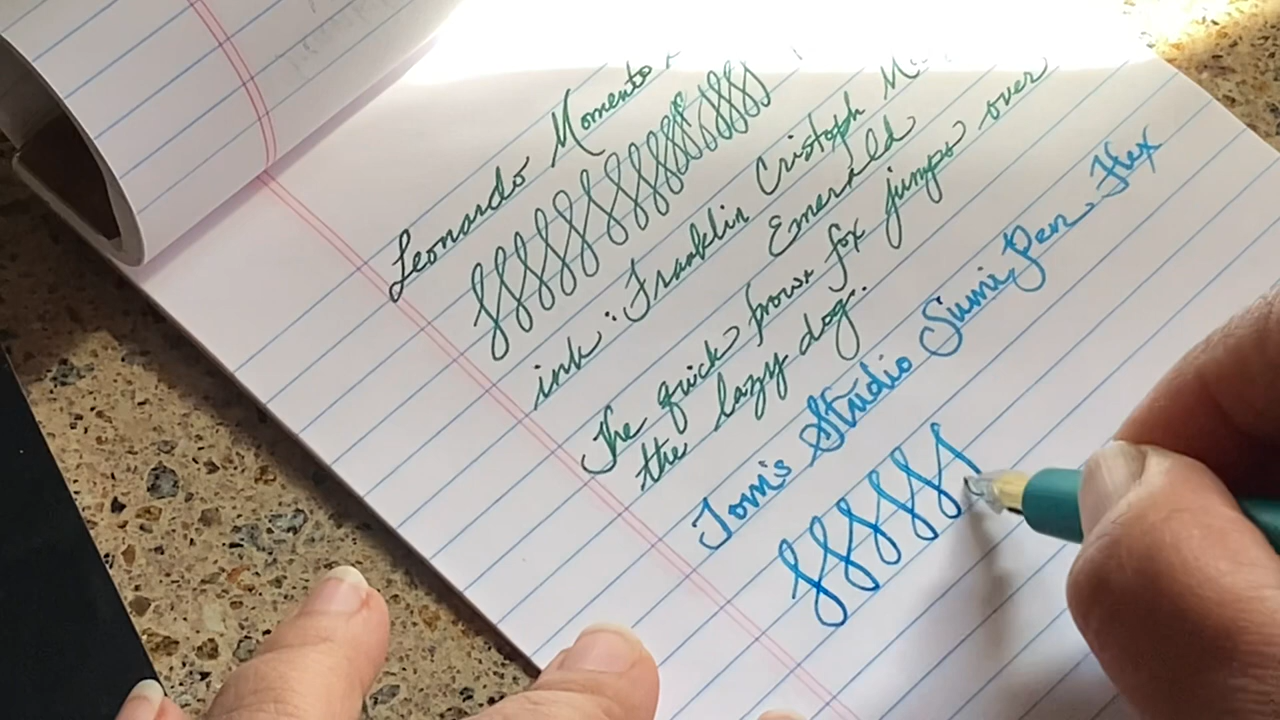 Leonardo Momento
ink: Franklin Cristoph
Emerald
The quick brown fox jumps over
the lazy dog.
Tom's Studio Sumi Pen - Flex